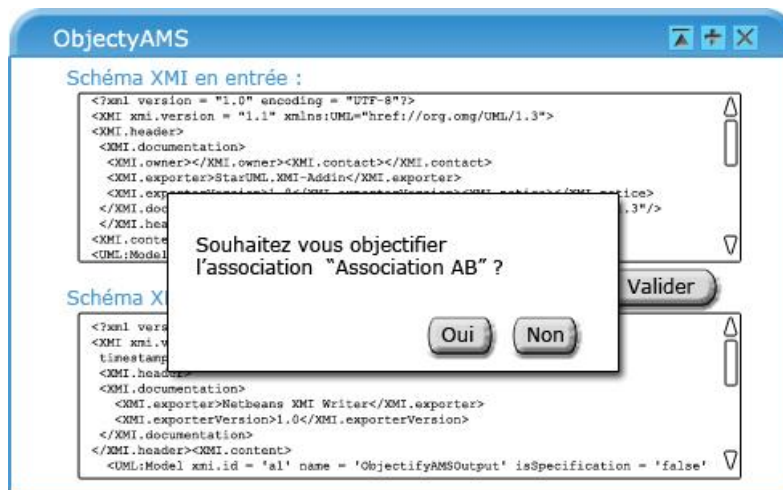 ObjectyAMS
Schéma XMI en entrée :
<?xml version = "1.0" encoding = "UTF-8"?>
<XMI xmi.version = "1.1" xmlns:UML="href://org.omg/UML/1.3">
<XMI.header>
<XMI.documentation>
<XMI.owner></XMI.owner><XMI.contact></XMI.contact>
<XMI.exporter>StarUML.XMI-Addin</XMI.exporter>
</XMI.doc
.3"/>
</XMI.hea
<XMI.conte
<UML:Model
Souhaitez vous objectifier
l'association "Association AB" ?
Oui
Non
Valider
Schéma XI
<?xml vers
<XMI xmi.v
timestamp
<XMI.header>
<XMI.documentation>
<XMI.exporter>Netbeans XMI Writer</XMI.exporter>
<XMI.exporterVersion>1.0</XMI.exporterVersion>
</XMI.documentation>
</XMI.header><XMI.content>
<UML:Model xmi.id = 'a1' name = 'ObjectifyAMSOutput' isSpecification = 'false'